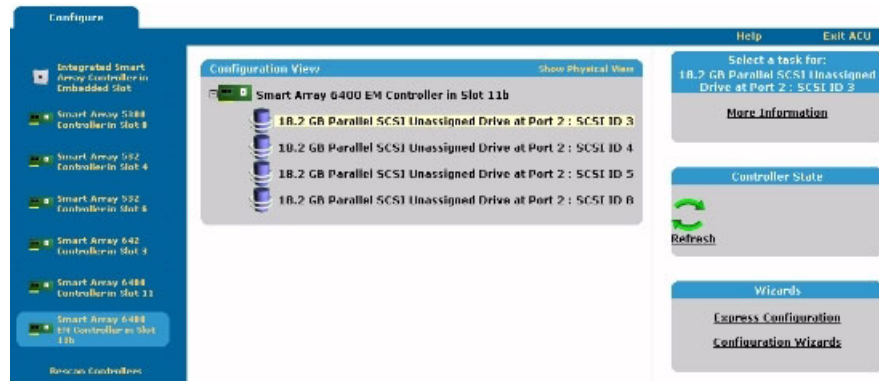 Configure
Help
Exit ACU
Integrated Smart
Array Controller in
Embedded Slot
Smart Array 5300
Controller in Slot 8
Smart Array 532
Controller in Slot 4
Smart Array 532
Controller in Slot 6
Smart Array 642
Controller in Slot 3
Smart Array 6400
Controller in Slot 11
Smart Array 6400
EM Controller in Slot
11b
Rescan Controllers
Configuration View
Show Physical View
Smart Array 6400 EM Controller in Slot 11b
18.2 GB Parallel SCSI Unassigned Drive at Port 2 : SCSI ID 3
18.2 GB Parallel SCSI Unassigned Drive at Port 2 : SCSI ID 4
18.2 GB Parallel SCSI Unassigned Drive at Port 2 : SCSI ID 5
18.2 GB Parallel SCSI Unassigned Drive at Port 2 : SCSI ID 8
Select a task for:
18.2 GB Parallel SCSI Unassigned
Drive at Port 2 : SCSI ID 3
More Information
Controller State
Refresh
Wizards
Express Configuration
Configuration Wizards